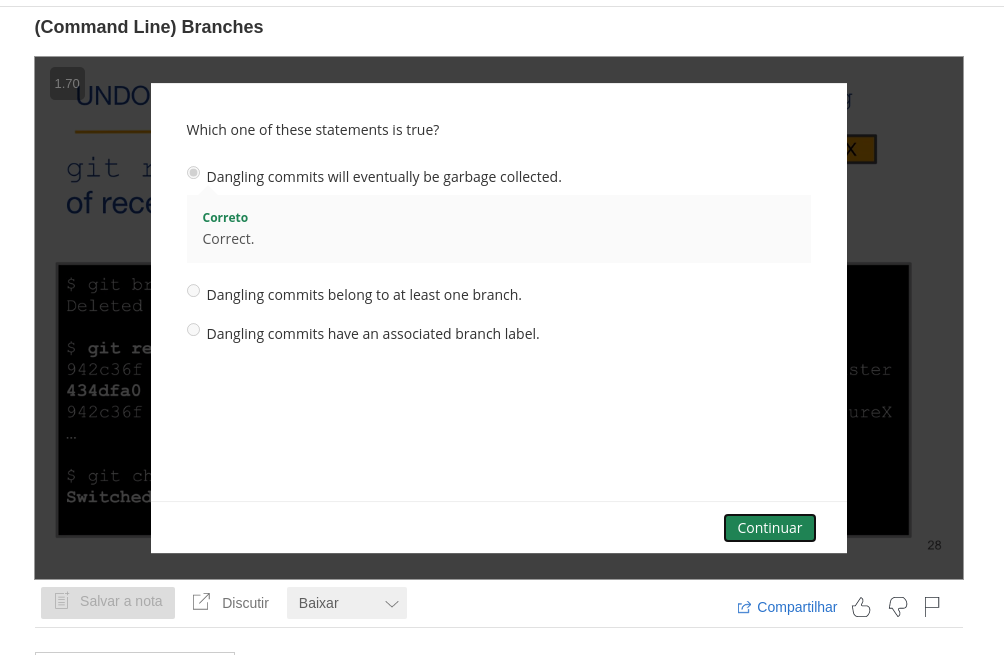 (Command Line) Branches
1.70
UNDO
g
X
git r
of rece
Which one of these statements is true?
Dangling commits will eventually be garbage collected.
Correto
Correct.
Dangling commits belong to at least one branch.
Dangling commits have an associated branch label.
Continuar
$ git br
Deleted
$ git re
942c36f
ster
434dfa0
942c36f
ureX
…
$ git ch
Switched
28
Salvar a nota
Discutir
Baixar
Compartilhar